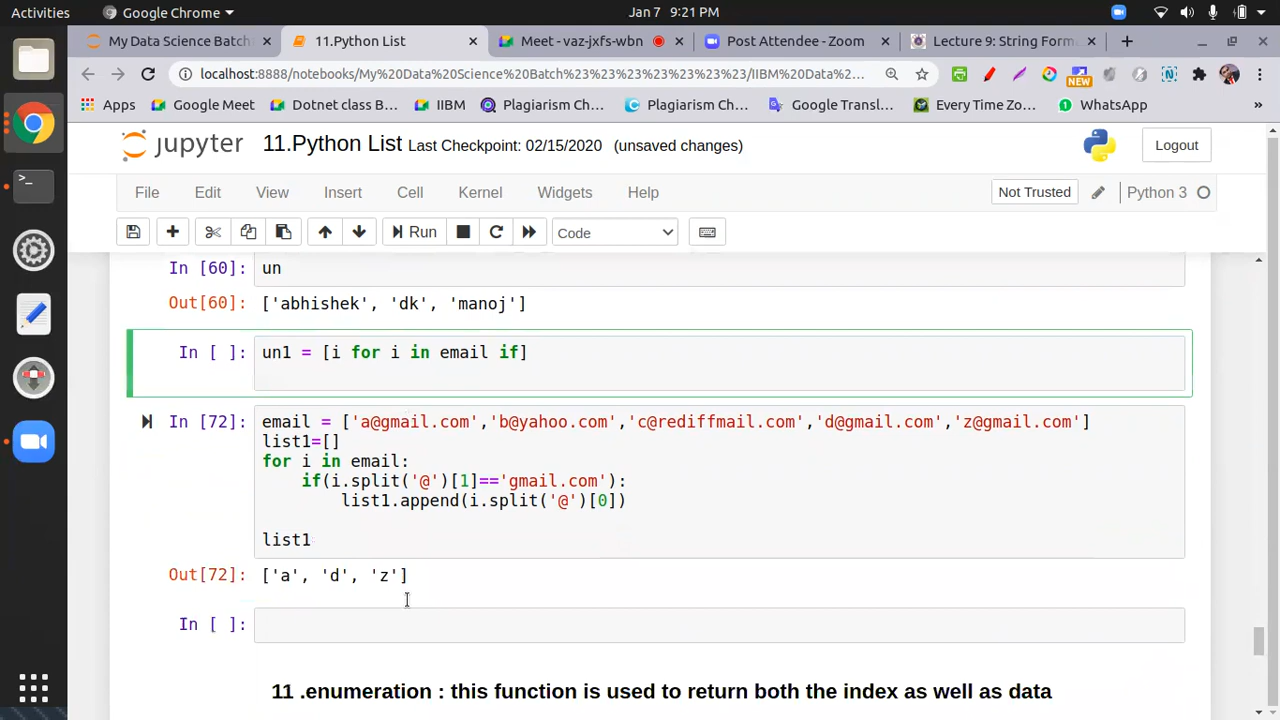 Activities Google Chrome Jan 7 9:21 PM
My Data Science Batch 11.Python List Meet - vaz-jxfs-wbn Post Attendee - Zoom Lecture 9: String Form
localhost:8888/notebooks/My%20Data%20Science%20Batch%23%23%23%23%23%23%23/IIBM%20Data%2... NEW
Apps Google Meet Dotnet class B... IIBM Plagiarism Ch... Plagiarism Ch... Google Transl... Every Time Zo... WhatsApp »
jupyter 11.Python List Last Checkpoint: 02/15/2020 (unsaved changes) Logout
File Edit View Insert Cell Kernel Widgets Help Not Trusted Python 3
Run Code
In [60]: un
Out[60]: ['abhishek', 'dk', 'manoj']
In [ ]: un1 = [i for i in email if]
In [72]: email = ['a@gmail.com','b@yahoo.com','c@rediffmail.com','d@gmail.com','z@gmail.com']
list1=[]
for i in email:
if(i.split('@')[1]=='gmail.com'):
list1.append(i.split('@')[0])
list1
Out[72]: ['a', 'd', 'z']
In [ ]:
11 .enumeration : this function is used to return both the index as well as data